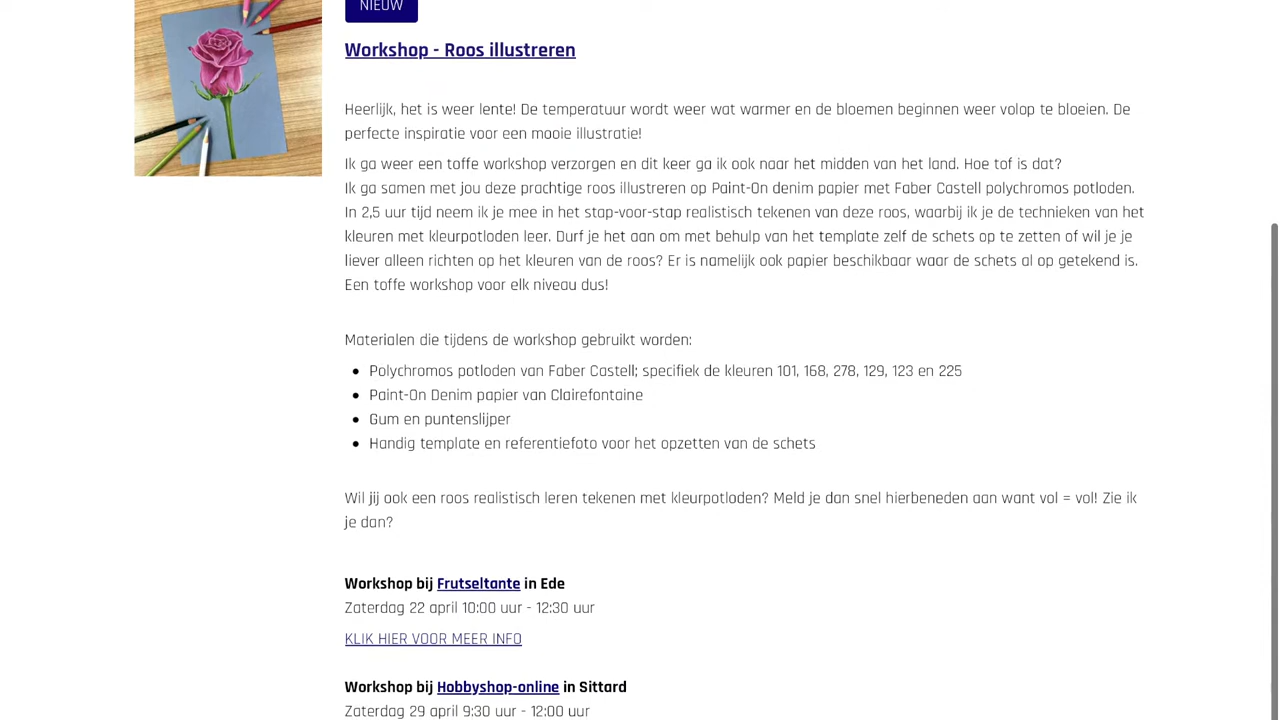 NIEUW
Workshop - Roos illustreren
Heerlijk, het is weer lente! De temperatuur wordt weer wat warmer en de bloemen beginnen weer volop te bloeien. De
perfecte inspiratie voor een mooie illustratie!
Ik ga weer een toffe workshop verzorgen en dit keer ga ik ook naar het midden van het land. Hoe tof is dat?
Ik ga samen met jou deze prachtige roos illustreren op Paint-On denim papier met Faber Castell polychromos potloden.
In 2,5 uur tijd neem ik je mee in het stap-voor-stap realistisch tekenen van deze roos, waarbij ik je de technieken van het
kleuren met kleurpotloden leer. Durf je het aan om met behulp van het template zelf de schets op te zetten of wil je je
liever alleen richten op het kleuren van de roos? Er is namelijk ook papier beschikbaar waar de schets al op getekend is.
Een toffe workshop voor elk niveau dus!
Materialen die tijdens de workshop gebruikt worden:
• Polychromos potloden van Faber Castell; specifiek de kleuren 101, 168, 278, 129, 123 en 225
• Paint-On Denim papier van Clairefontaine
• Gum en puntenslijper
• Handig template en referentiefoto voor het opzetten van de schets
Wil jij ook een roos realistisch leren tekenen met kleurpotloden? Meld je dan snel hierbeneden aan want vol = vol! Zie ik
je dan?
Workshop bij Frutseltante in Ede
Zaterdag 22 april 10:00 uur - 12:30 uur
KLIK HIER VOOR MEER INFO
Workshop bij Hobbyshop-online in Sittard
Zaterdag 29 april 9:30 uur - 12:00 uur